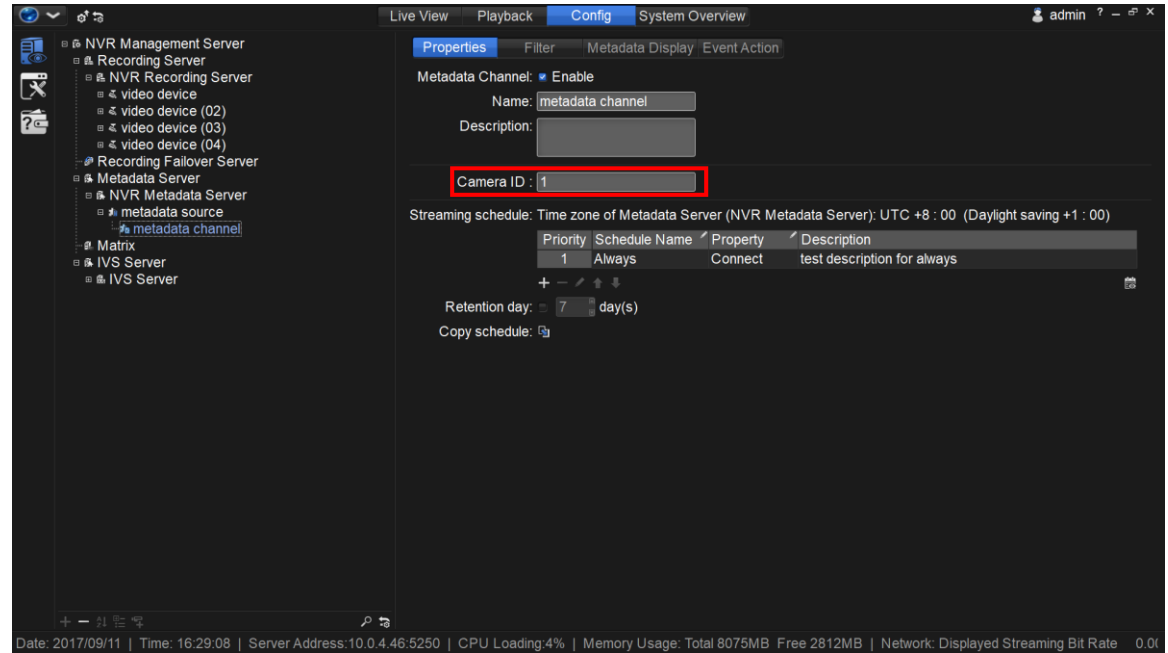 Live View Playback Config System Overview admin ?
NVR Management Server
Recording Server
NVR Recording Server
video device
video device (02)
video device (03)
video device (04)
Recording Failover Server
Metadata Server
NVR Metadata Server
metadata source
metadata channel
Matrix
IVS Server
IVS Server
Properties Filter Metadata Display Event Action
Metadata Channel: Enable
Name: metadata channel
Description:
Camera ID : 1
Streaming schedule: Time zone of Metadata Server (NVR Metadata Server): UTC +8 : 00 (Daylight saving +1 : 00)
Priority Schedule Name Property Description
1 Always Connect test description for always
Retention day: 7 day(s)
Copy schedule:
Date: 2017/09/11 | Time: 16:29:08 | Server Address:10.0.4.46:5250 | CPU Loading:4% | Memory Usage: Total 8075MB Free 2812MB | Network: Displayed Streaming Bit Rate 0.0